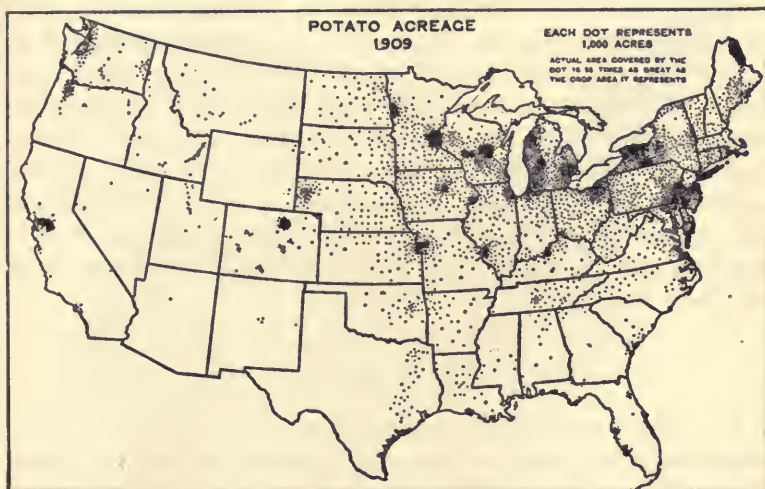 POTATO ACREAGE
1909
EACH DOT REPRESENTS
1,000 ACRES
ACTUAL AREA COVERED BY THE
DOT IS TIMES AS GREAT AS
THE CROP AREA IT REPRESENTS